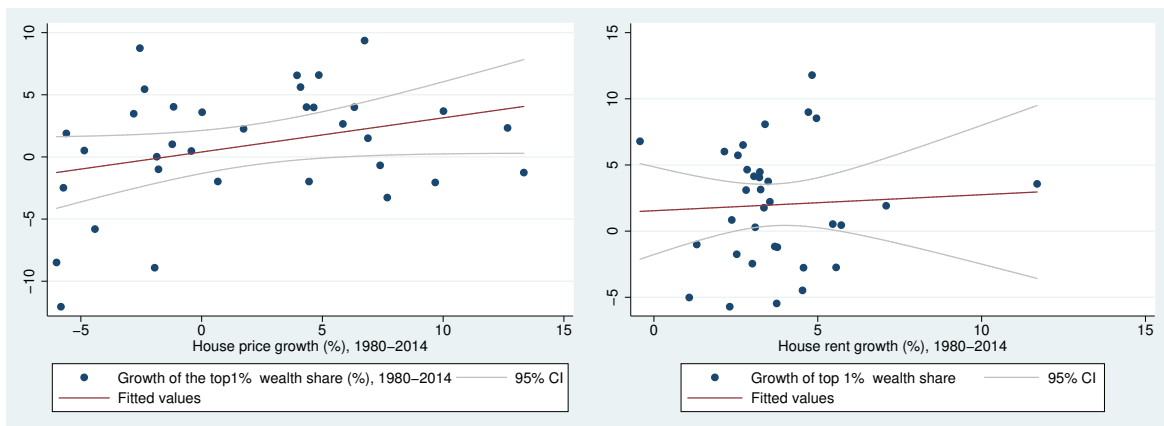 10
5
0
−5
−10
−5 0 5 10 15
House price growth (%), 1980−2014
Growth of the top1% wealth share (%), 1980−2014 95% CI
Fitted values
15
10
5
0
−5
0 5 10 15
House rent growth (%), 1980−2014
Growth of top 1% wealth share 95% CI
Fitted values